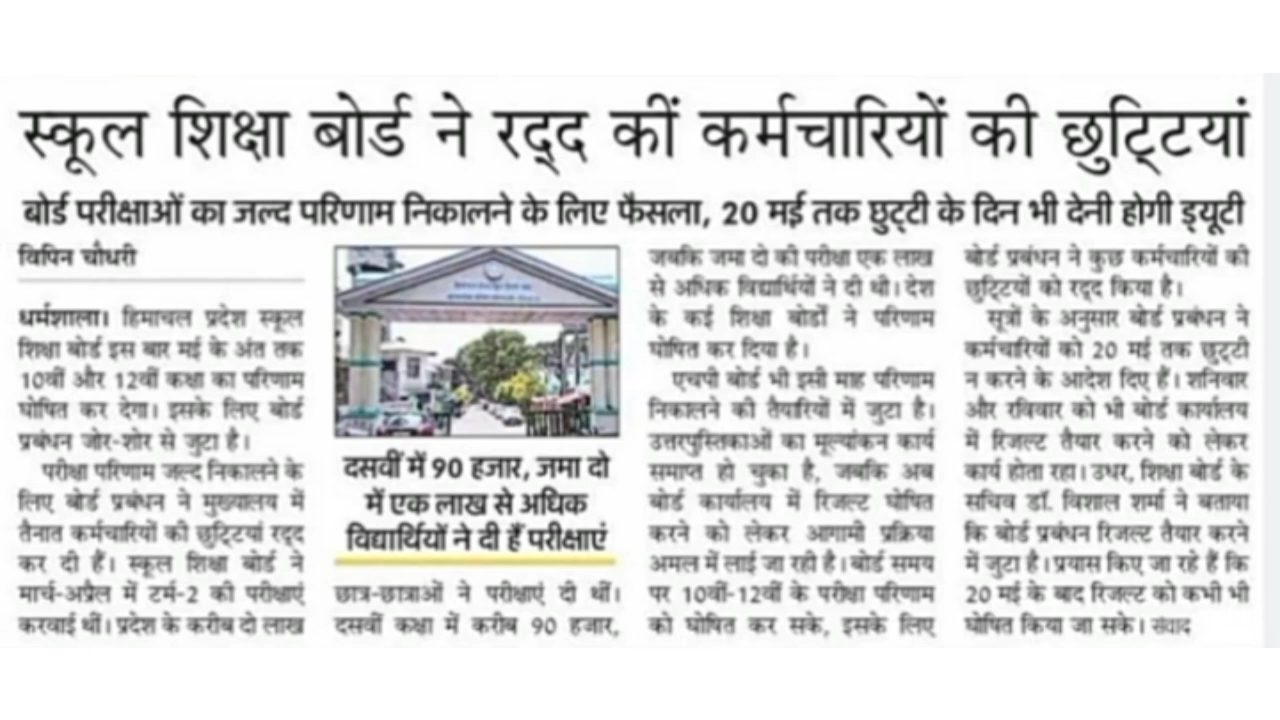 स्कूल शिक्षा बोर्ड ने रद्द कीं कर्मचारियों की छुट्टियां
बोर्ड परीक्षाओं का जल्द परिणाम निकालने के लिए फैसला, 20 मई तक छुट्टी के दिन भी देनी होगी ड्यूटी
विपिन चौधरी
धर्मशाला। हिमाचल प्रदेश स्कूल
शिक्षा बोर्ड इस बार मई के अंत तक
10वीं और 12वीं कक्षा का परिणाम
घोषित कर देगा। इसके लिए बोर्ड
प्रबंधन जोर-शोर से जुटा है।
परीक्षा परिणाम जल्द निकालने के
लिए बोर्ड प्रबंधन ने मुख्यालय में
तैनात कर्मचारियों की छुट्टियां रद्द
कर दी हैं। स्कूल शिक्षा बोर्ड ने
मार्च-अप्रैल में टर्म-2 की परीक्षाएं
करवाई थीं। प्रदेश के करीब दो लाख
दसवीं में 90 हजार, जमा दो
में एक लाख से अधिक
विद्यार्थियों ने दी हैं परीक्षाएं
छात्र-छात्राओं ने परीक्षाएं दी थीं।
दसवीं कक्षा में करीब 90 हजार,
जबकि जमा दो की परीक्षा एक लाख
से अधिक विद्यार्थियों ने दी थी। देश
के कई शिक्षा बोर्डों ने परिणाम
घोषित कर दिया है।
एचपी बोर्ड भी इसी माह परिणाम
निकालने की तैयारियों में जुटा है।
उत्तरपुस्तिकाओं का मूल्यांकन कार्य
समाप्त हो चुका है, जबकि अब
बोर्ड कार्यालय में रिजल्ट घोषित
करने को लेकर आगामी प्रक्रिया
अमल में लाई जा रही है। बोर्ड समय
पर 10वीं-12वीं के परीक्षा परिणाम
को घोषित कर सके, इसके लिए
बोर्ड प्रबंधन ने कुछ कर्मचारियों की
छुट्टियों को रद्द किया है।
सूत्रों के अनुसार बोर्ड प्रबंधन ने
कर्मचारियों को 20 मई तक छुट्टी
न करने के आदेश दिए हैं। शनिवार
और रविवार को भी बोर्ड कार्यालय
में रिजल्ट तैयार करने को लेकर
कार्य होता रहा। उधर, शिक्षा बोर्ड के
सचिव डॉ. विशाल शर्मा ने बताया
कि बोर्ड प्रबंधन रिजल्ट तैयार करने
में जुटा है। प्रयास किए जा रहे हैं कि
20 मई के बाद रिजल्ट को कभी भी
घोषित किया जा सके। संवाद